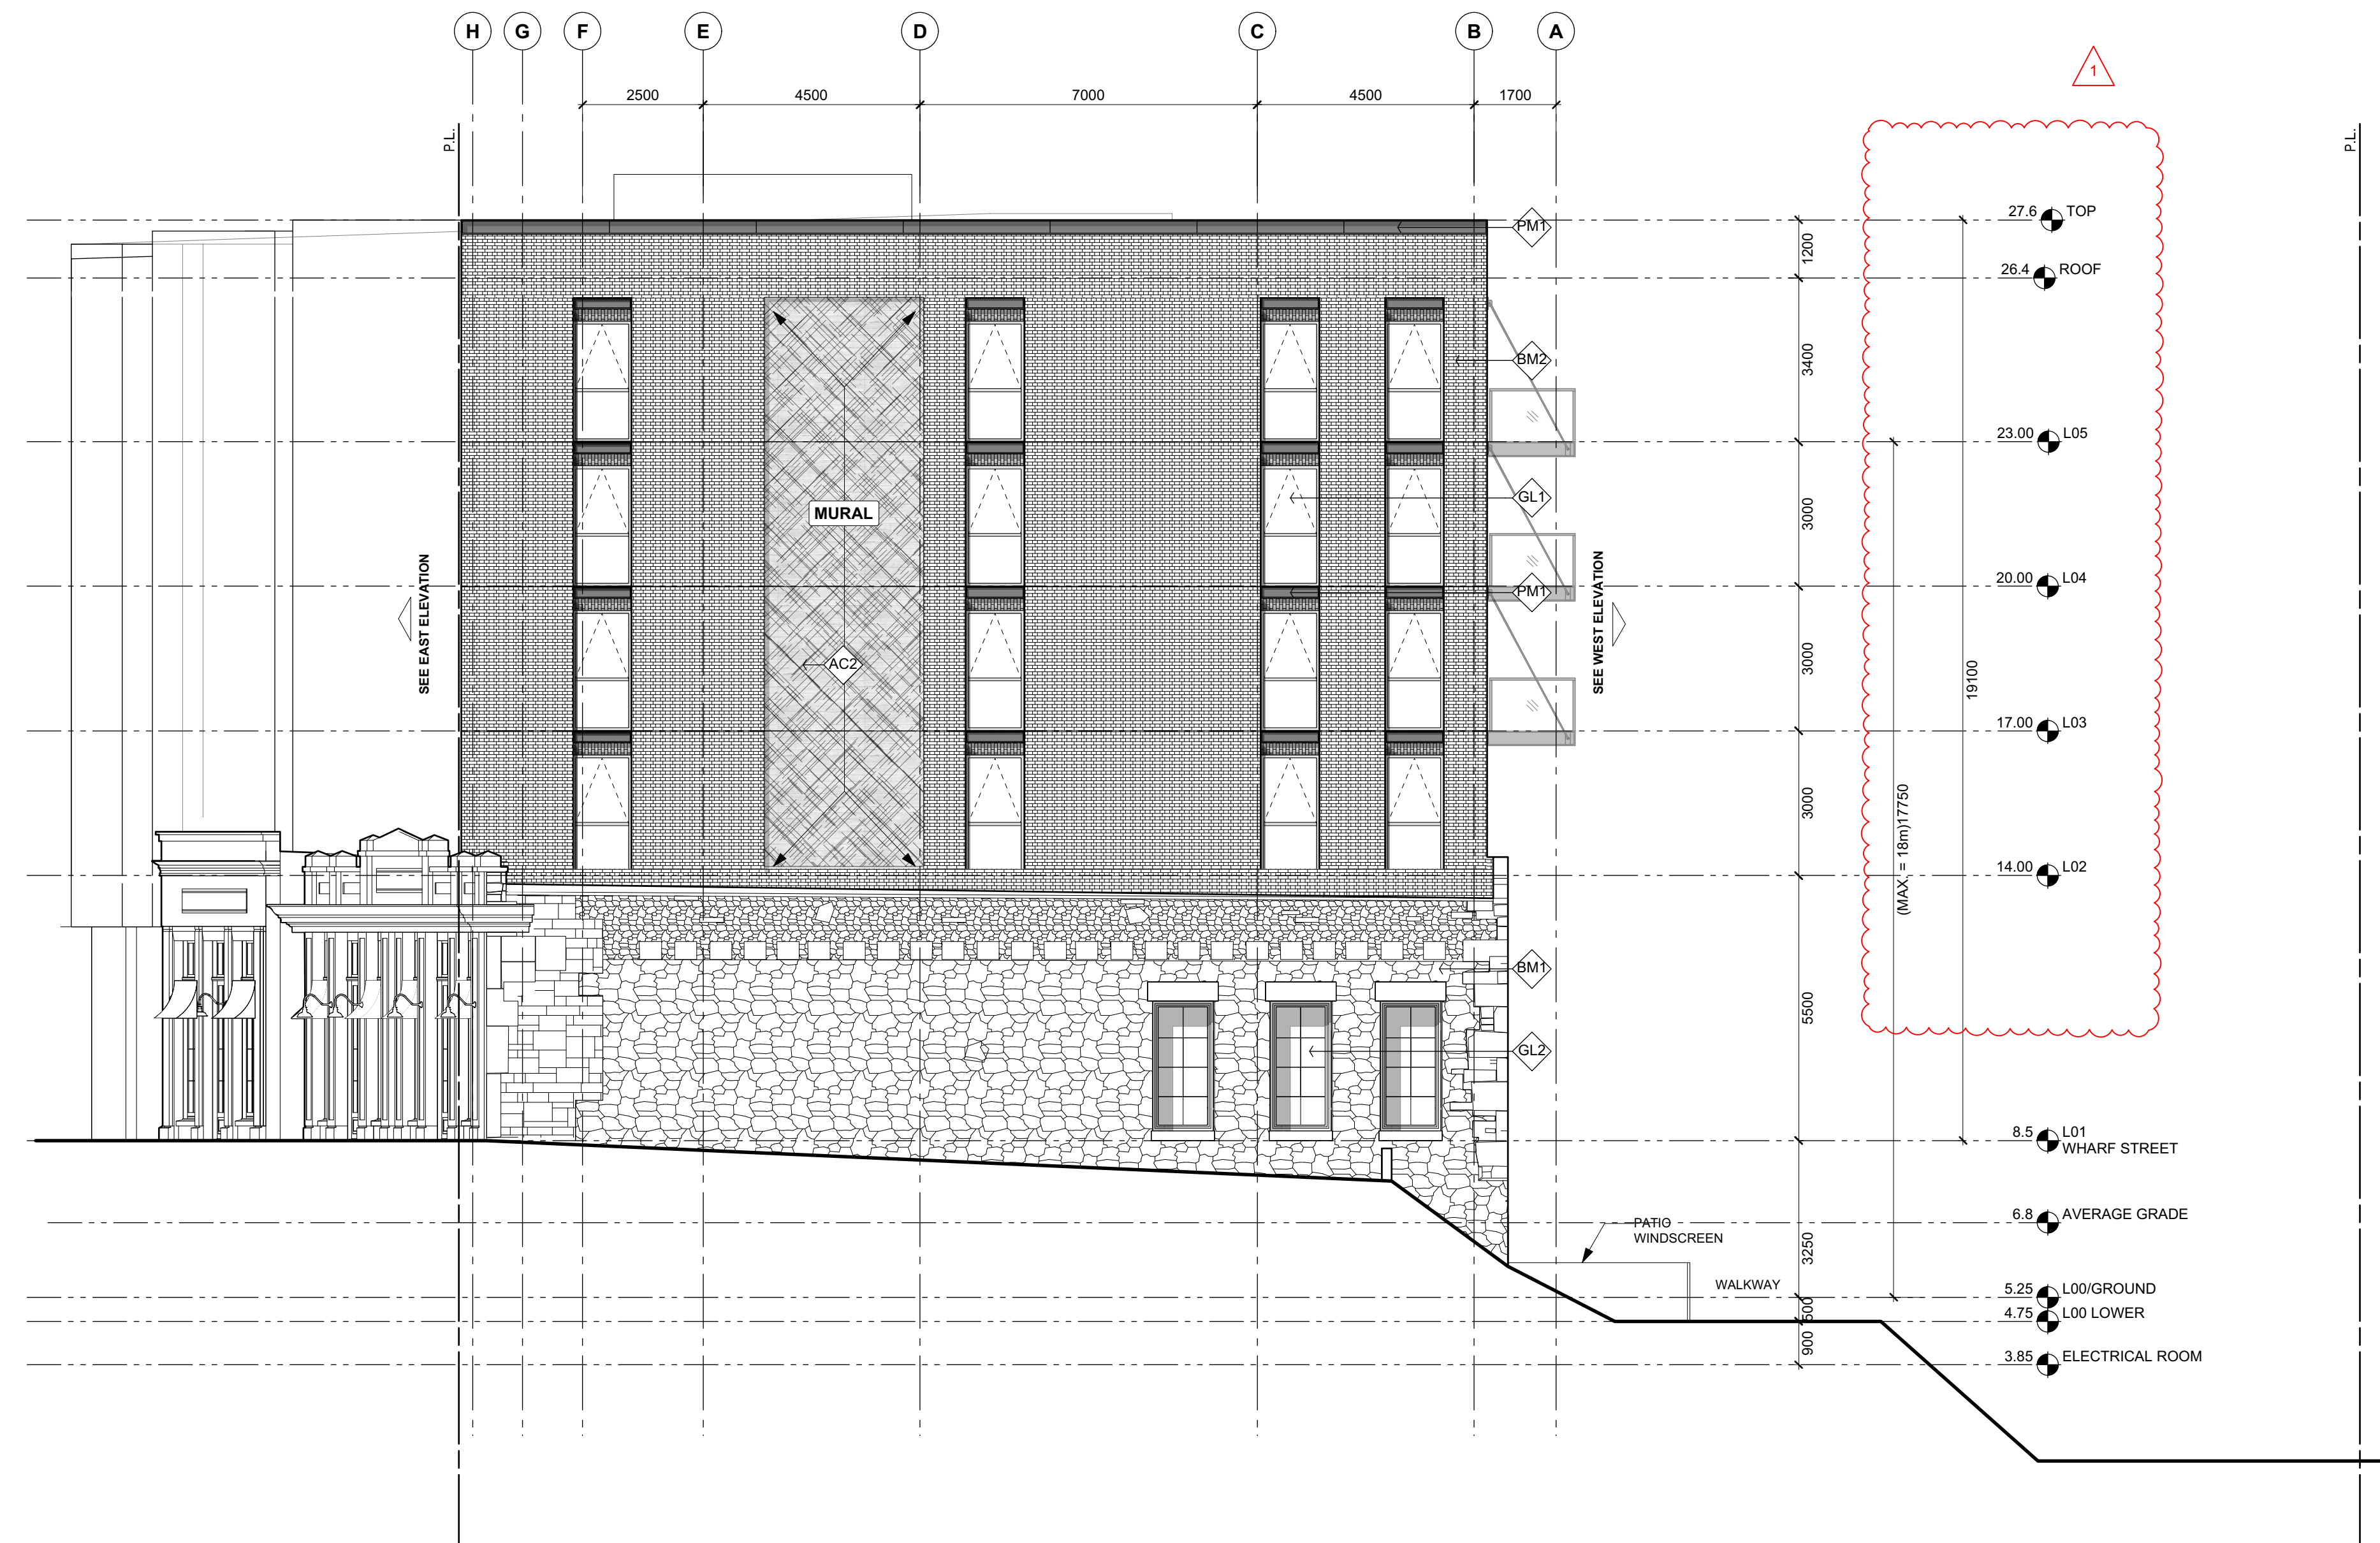 H G F E D C B A
1
2500 4500 7000 4500 1700
P.L.
P.L.
27.6 TOP
PM1
1200
26.4 ROOF
BM2
3400
23.00 L05
GL1
MURAL
3000
SEE EAST ELEVATION
SEE WEST ELEVATION
20.00 L04
PM1
AC2
3000
19100
17.00 L03
3000
(MAX. = 18m)17750
14.00 L02
BM1
5500
GL2
8.5 L01
WHARF STREET
6.8 AVERAGE GRADE
PATIO
WINDSCREEN
3250
WALKWAY
5.25 L00/GROUND
500
4.75 L00 LOWER
900
3.85 ELECTRICAL ROOM